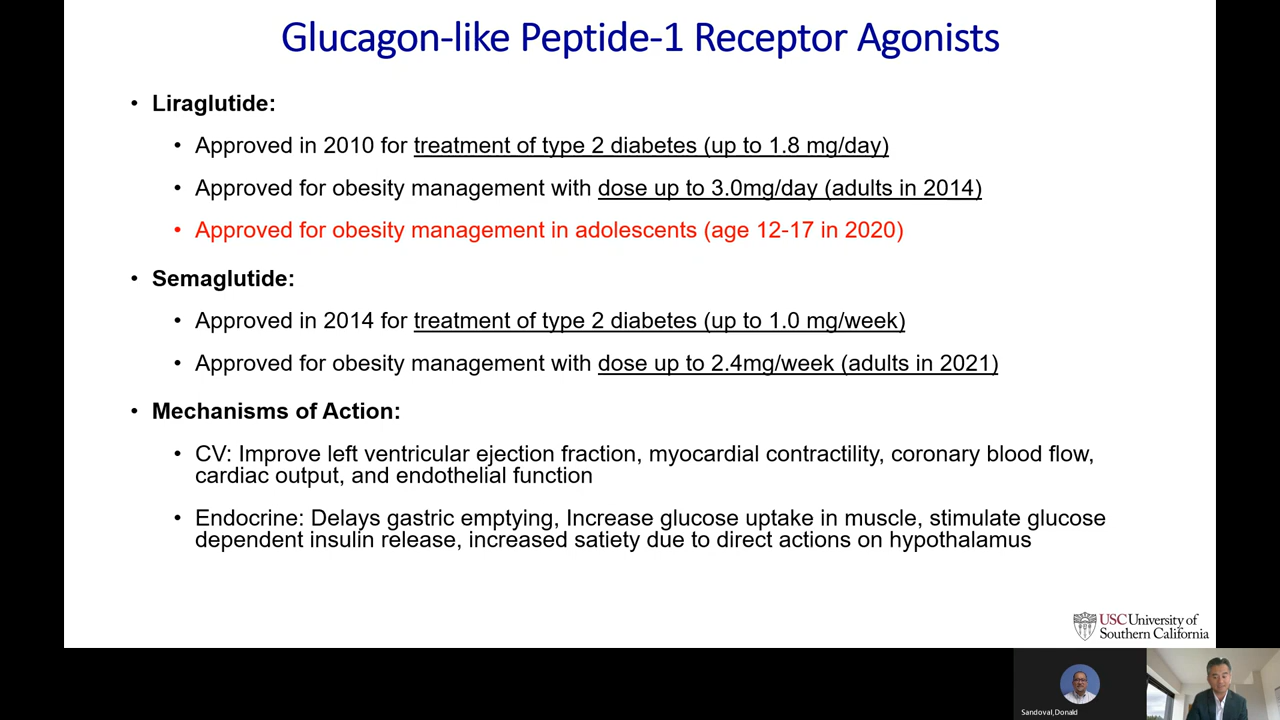 Glucagon-like Peptide-1 Receptor Agonists
• Liraglutide:
• Approved in 2010 for treatment of type 2 diabetes (up to 1.8 mg/day)
• Approved for obesity management with dose up to 3.0mg/day (adults in 2014)
• Approved for obesity management in adolescents (age 12-17 in 2020)
• Semaglutide:
• Approved in 2014 for treatment of type 2 diabetes (up to 1.0 mg/week)
• Approved for obesity management with dose up to 2.4mg/week (adults in 2021)
• Mechanisms of Action:
• CV: Improve left ventricular ejection fraction, myocardial contractility, coronary blood flow,
cardiac output, and endothelial function
• Endocrine: Delays gastric emptying, Increase glucose uptake in muscle, stimulate glucose
dependent insulin release, increased satiety due to direct actions on hypothalamus
USC University of
Southern California
Sandoval,Donald